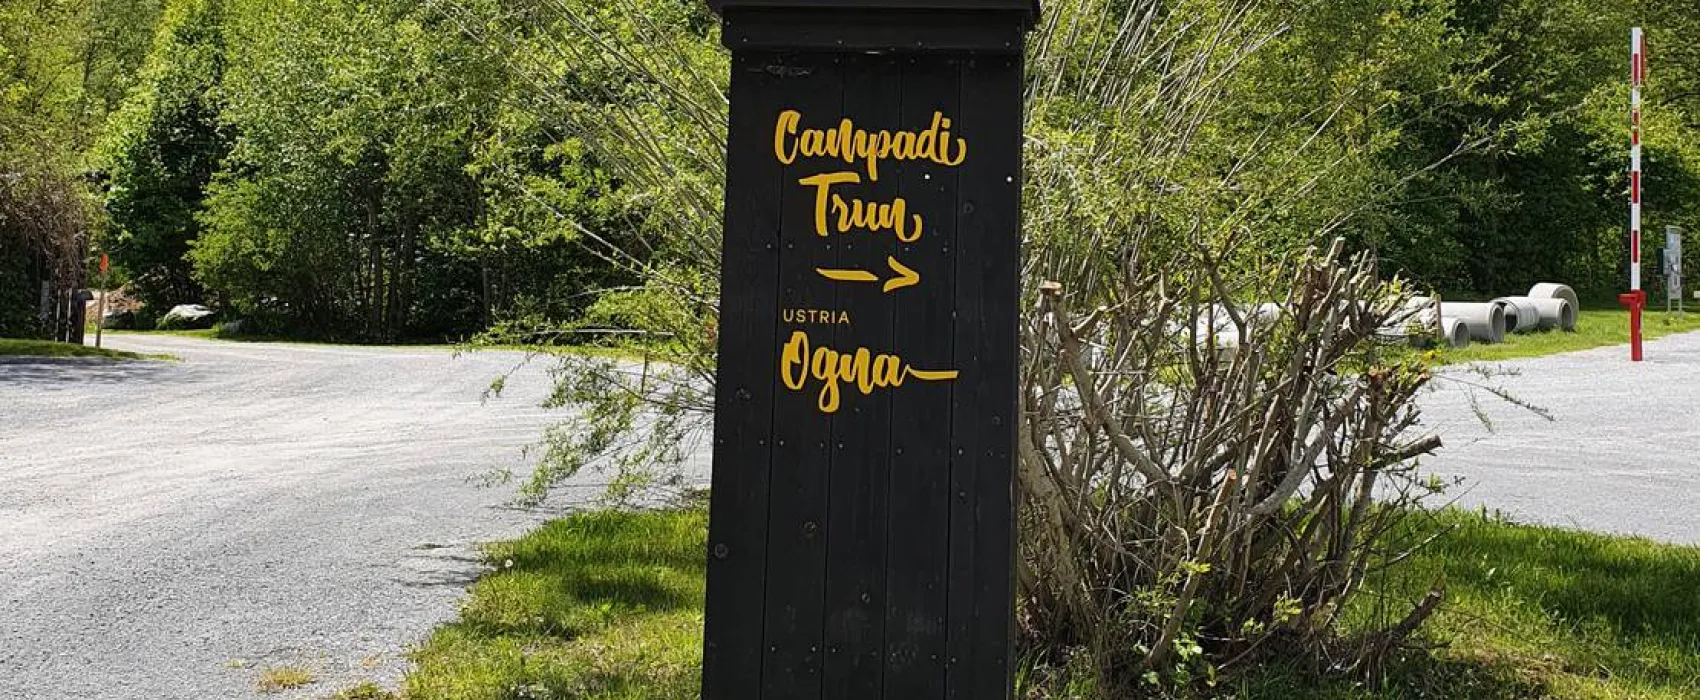 Campadi
Trun
→
USTRIA
Ogna